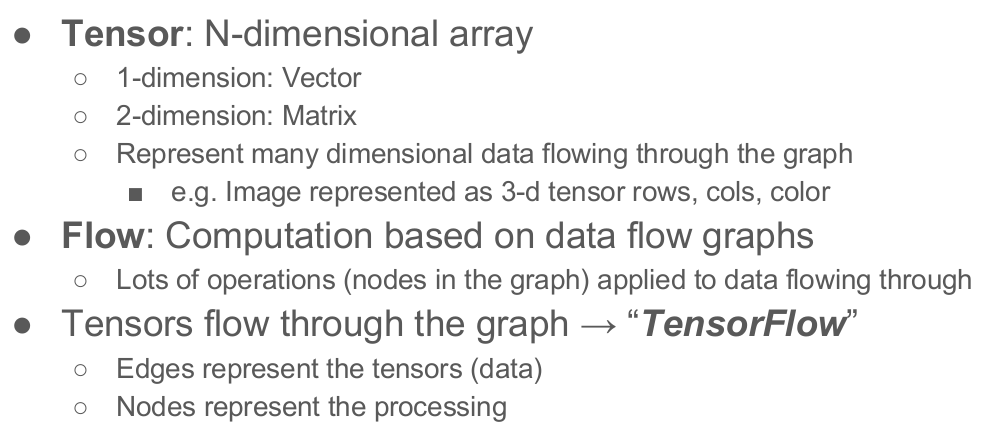 ● Tensor: N-dimensional array
○ 1-dimension: Vector
○ 2-dimension: Matrix
○ Represent many dimensional data flowing through the graph
■ e.g. Image represented as 3-d tensor rows, cols, color
● Flow: Computation based on data flow graphs
○ Lots of operations (nodes in the graph) applied to data flowing through
● Tensors flow through the graph → “TensorFlow”
○ Edges represent the tensors (data)
○ Nodes represent the processing